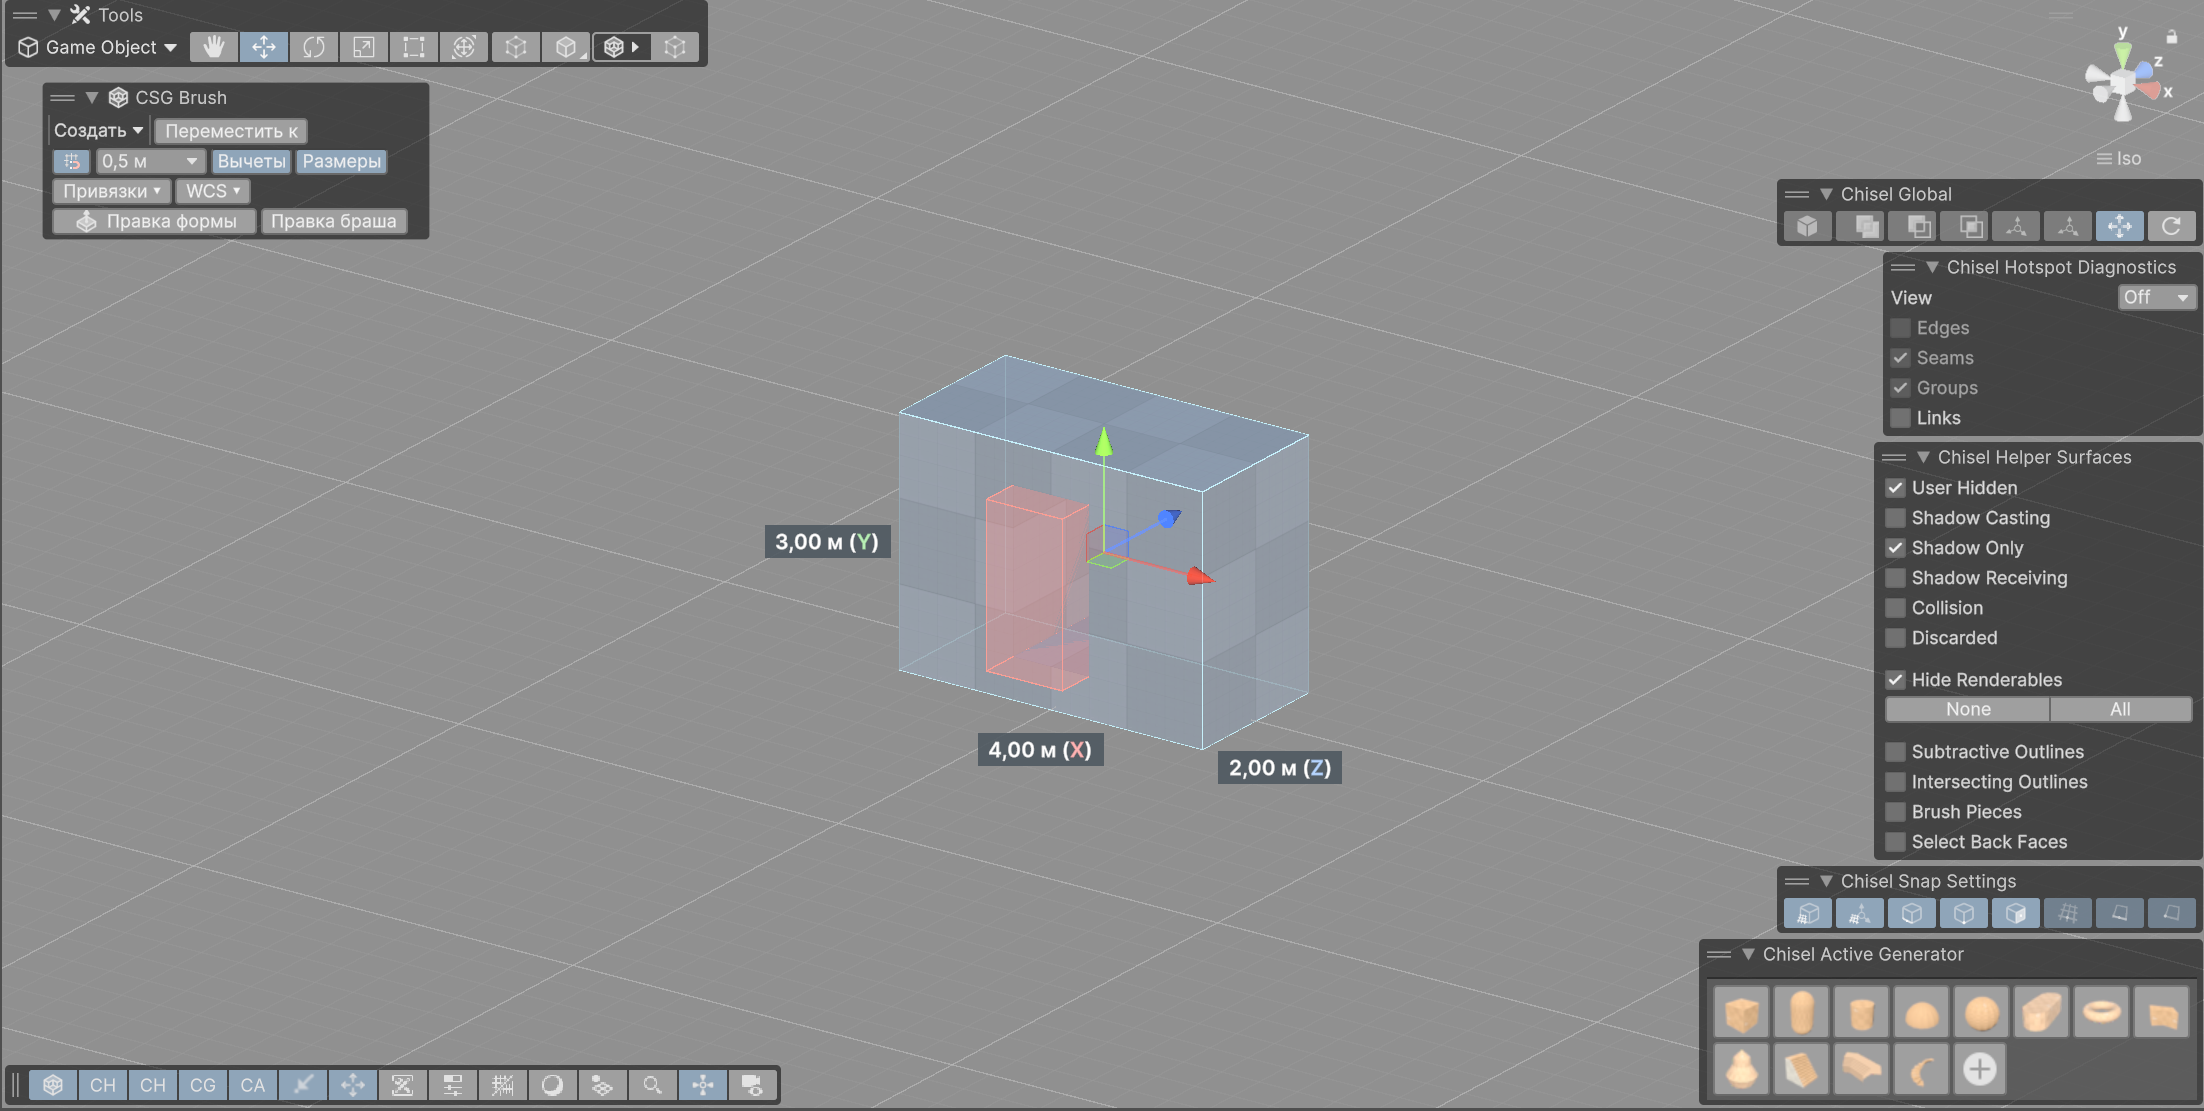 Tools
Game Object
CSG Brush
Создать
Переместить к
0,5 м
Вычеты
Размеры
Привязки
WCS
Правка формы
Правка браша
y
z
x
Iso
Chisel Global
Chisel Hotspot Diagnostics
View
Off
Edges
Seams
Groups
Links
Chisel Helper Surfaces
User Hidden
Shadow Casting
Shadow Only
Shadow Receiving
Collision
Discarded
Hide Renderables
None
All
Subtractive Outlines
Intersecting Outlines
Brush Pieces
Select Back Faces
Chisel Snap Settings
Chisel Active Generator
3,00 м (Y)
4,00 м (X)
2,00 м (Z)
CH
CH
CG
CA